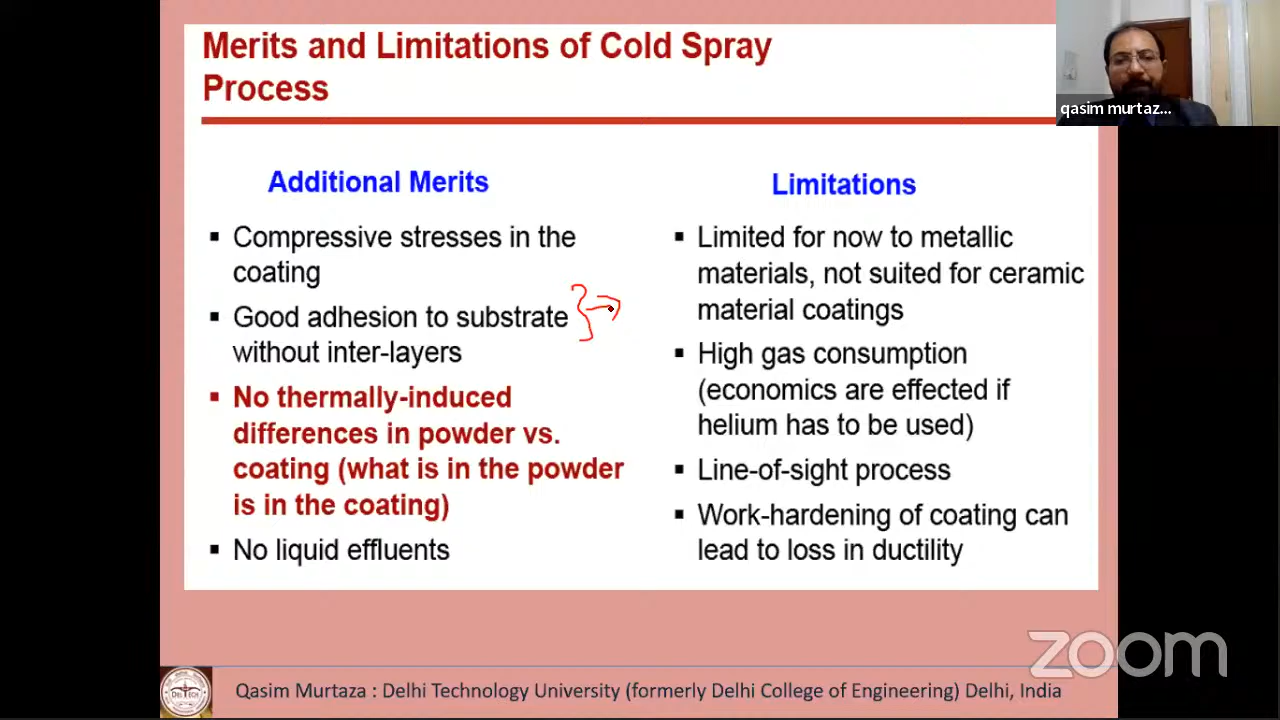 Merits and Limitations of Cold Spray
Process
qasim murtaz...
Additional Merits
▪ Compressive stresses in the
coating
▪ Good adhesion to substrate
without inter-layers
▪ No thermally-induced
differences in powder vs.
coating (what is in the powder
is in the coating)
▪ No liquid effluents
Limitations
▪ Limited for now to metallic
materials, not suited for ceramic
material coatings
▪ High gas consumption
(economics are effected if
helium has to be used)
▪ Line-of-sight process
▪ Work-hardening of coating can
lead to loss in ductility
zoom
Qasim Murtaza : Delhi Technology University (formerly Delhi College of Engineering) Delhi, India